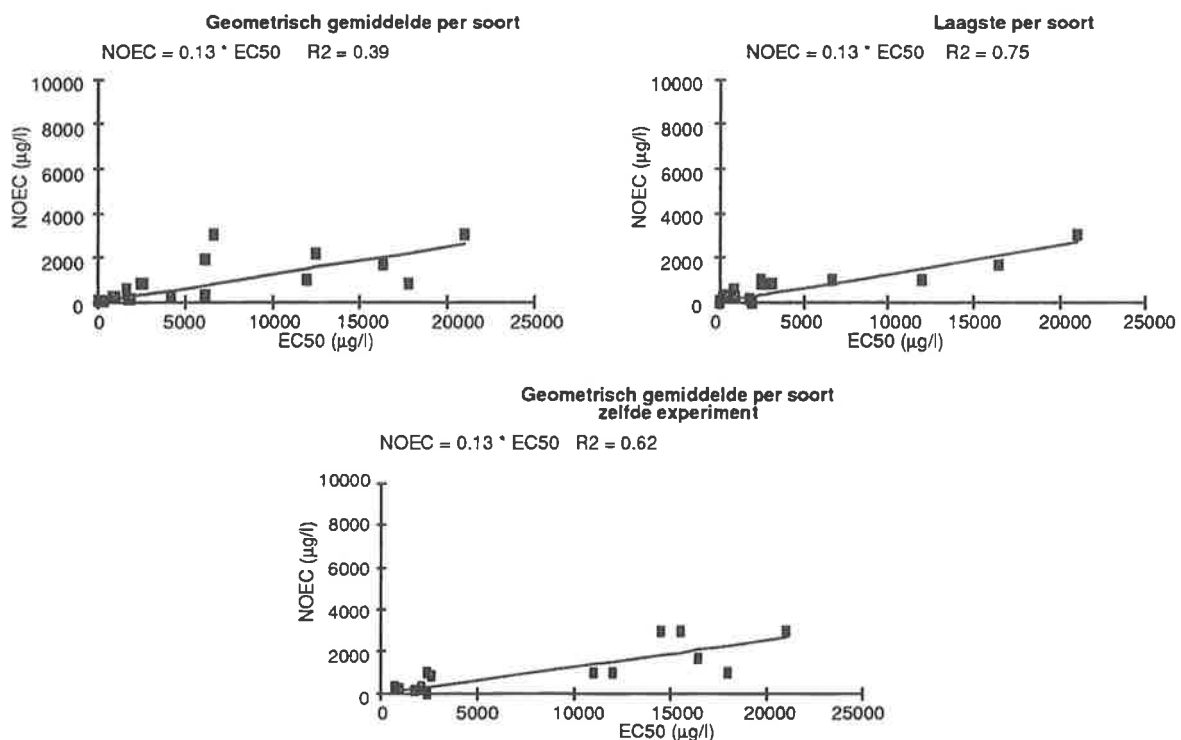 Geometrisch gemiddelde per soort
NOEC = 0.13 * EC50 R2 = 0.39
10000
8000
6000
4000
2000
0
NOEC (µg/l)
0 5000 10000 15000 20000 25000
EC50 (µg/l)
Laagste per soort
NOEC = 0.13 * EC50 R2 = 0.75
10000
8000
6000
4000
2000
0
NOEC (µg/l)
0 5000 10000 15000 20000 25000
EC50 (µg/l)
Geometrisch gemiddelde per soort
zelfde experiment
NOEC = 0.13 * EC50 R2 = 0.62
10000
8000
6000
4000
2000
0
NOEC (µg/l)
0 5000 10000 15000 20000 25000
EC50 (µg/l)